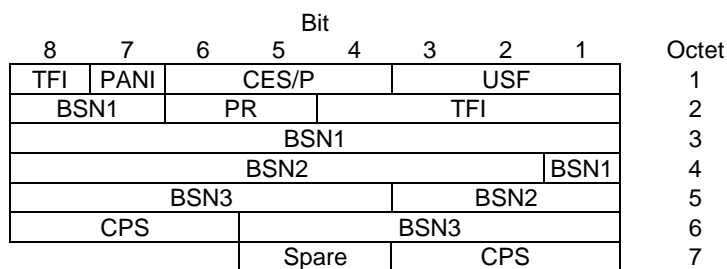 Bit
8 7 6 5 4 3 2 1 Octet
TFI PANI CES/P USF 1
BSN1 PR TFI 2
BSN1 3
BSN2 BSN1 4
BSN3 BSN2 5
CPS BSN3 6
Spare CPS 7